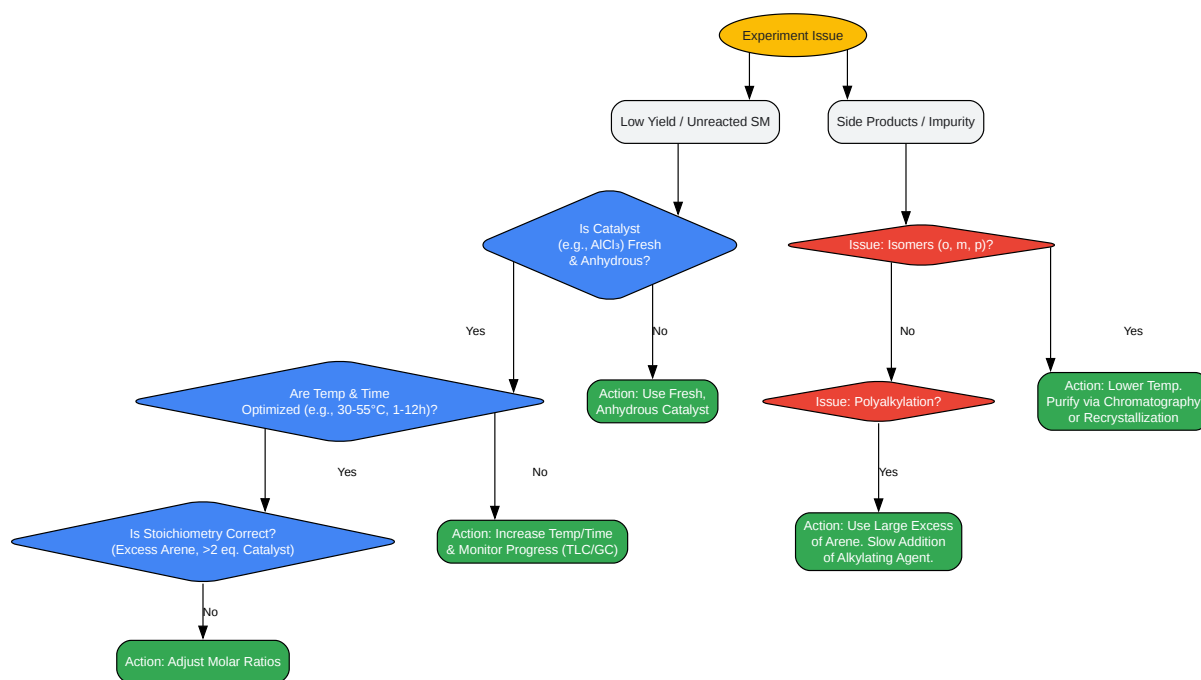 Experiment Issue
Low Yield / Unreacted SM
Side Products / Impurity
Is Catalyst
(e.g., AlCl₃) Fresh
& Anhydrous?
Issue: Isomers (o, m, p)?
Yes
No
No
Yes
Are Temp & Time
Optimized (e.g., 30-55°C, 1-12h)?
Action: Use Fresh,
Anhydrous Catalyst
Issue: Polyalkylation?
Action: Lower Temp.
Purify via Chromatography
or Recrystallization
Yes
No
Yes
Is Stoichiometry Correct?
(Excess Arene, >2 eq. Catalyst)
Action: Increase Temp/Time
& Monitor Progress (TLC/GC)
Action: Use Large Excess
of Arene. Slow Addition
of Alkylating Agent.
No
Action: Adjust Molar Ratios